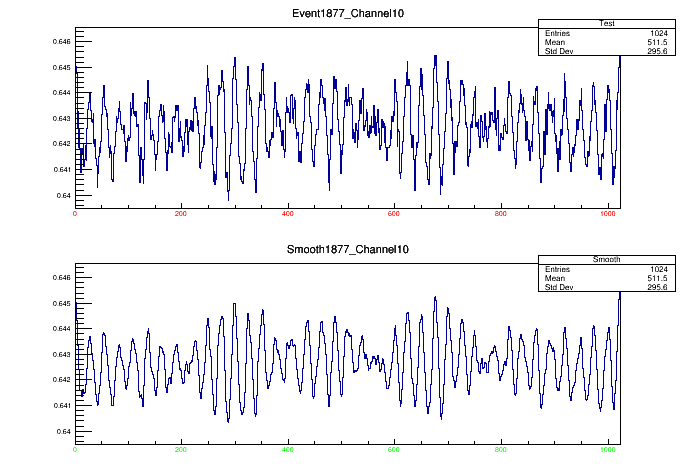 Event1877_Channel10
Test
Entries 1024
Mean 511.5
Std Dev 295.6
0.646
0.645
0.644
0.643
0.642
0.641
0.64
0 200 400 600 800 1000
Smooth1877_Channel10
Smooth
Entries 1024
Mean 511.5
Std Dev 295.6
0.646
0.645
0.644
0.643
0.642
0.641
0.64
0 200 400 600 800 1000